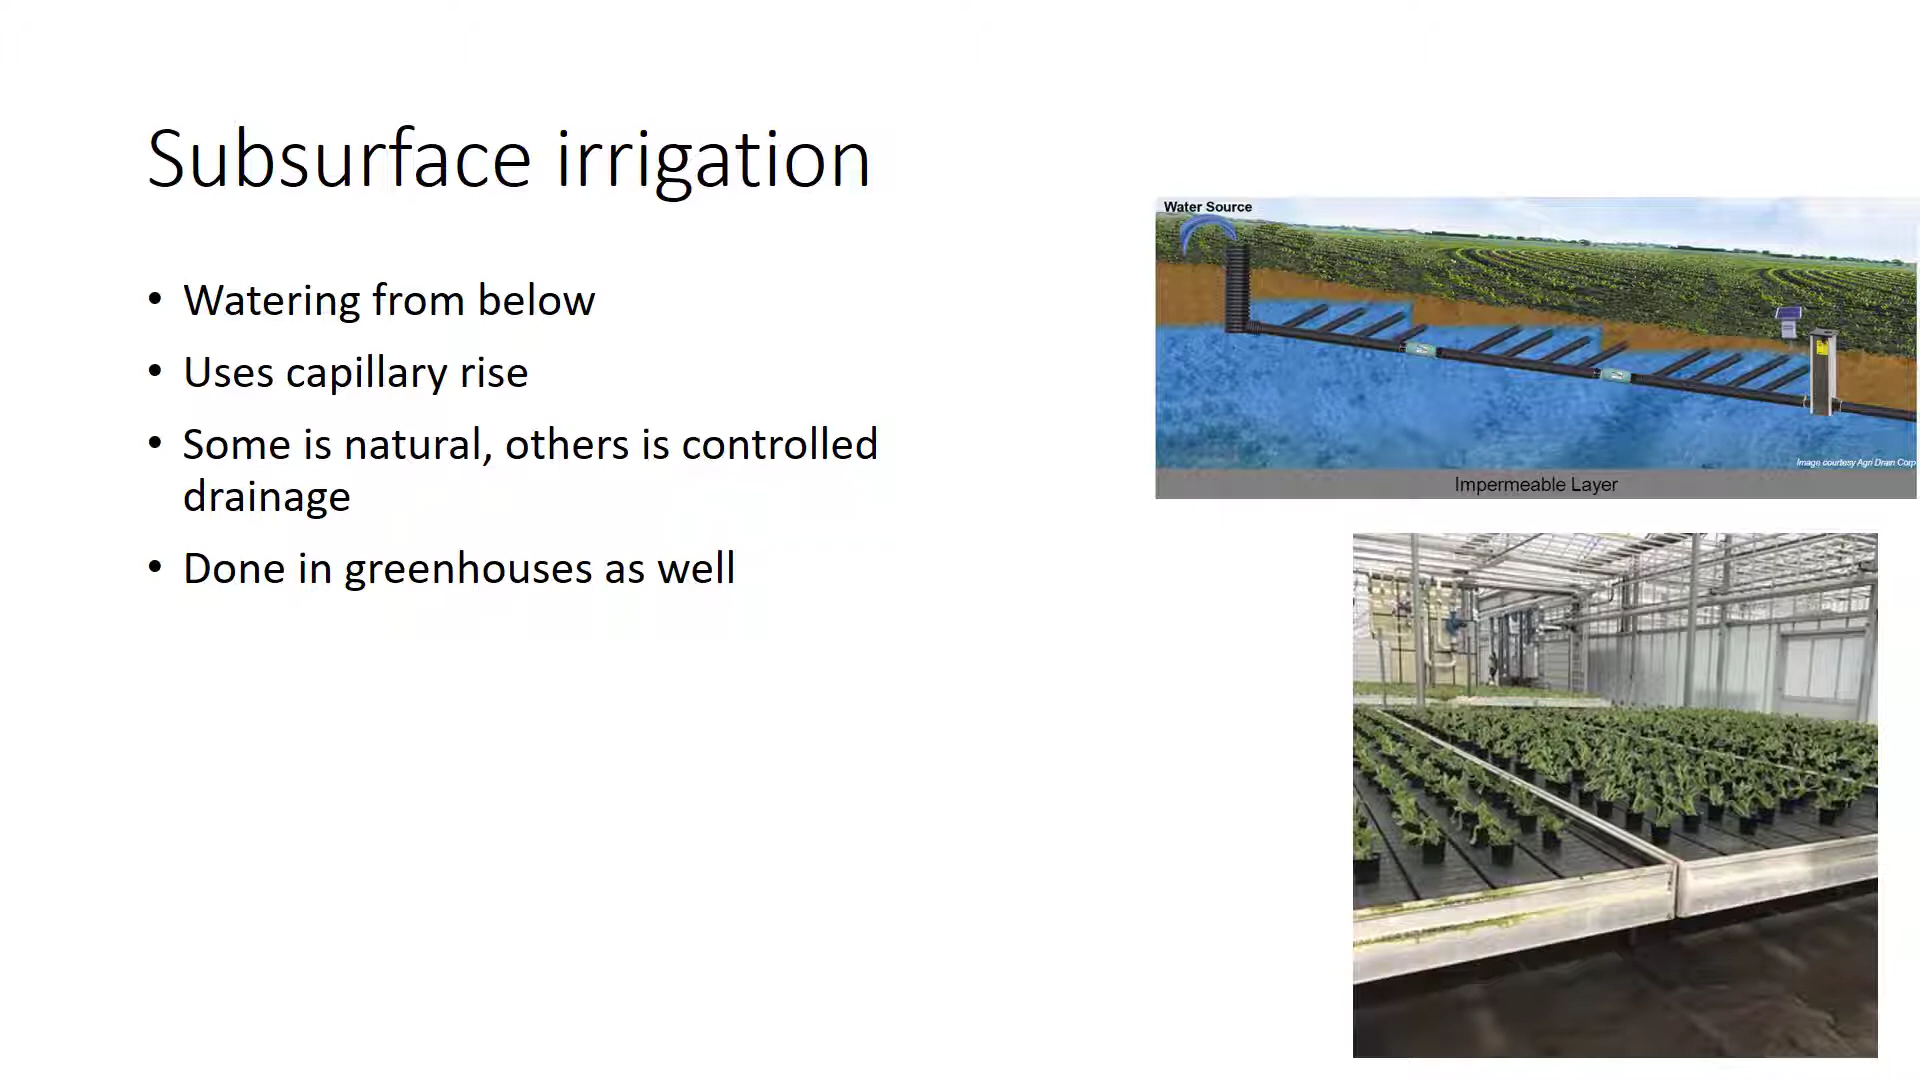 Subsurface irrigation
• Watering from below
• Uses capillary rise
• Some is natural, others is controlled
drainage
• Done in greenhouses as well
Water Source
Image courtesy Agri Drain Corp
Impermeable Layer